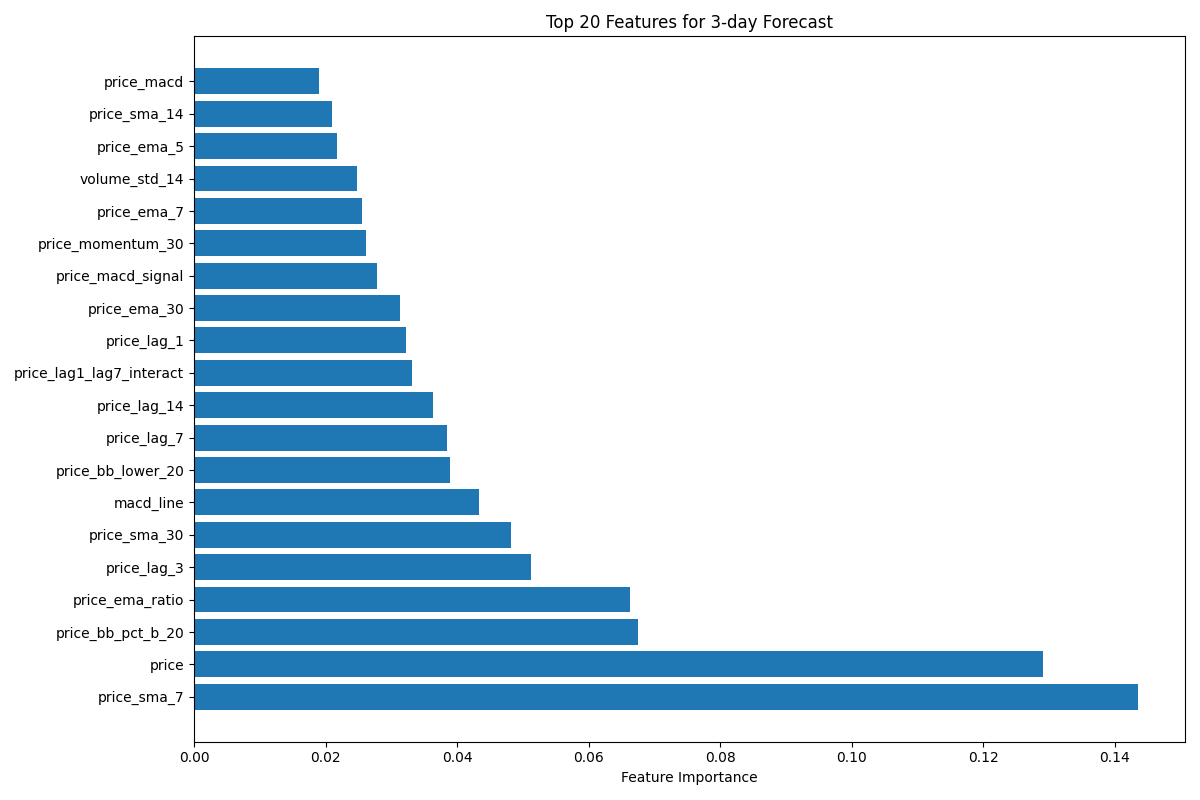 Top 20 Features for 3-day Forecast
price_macd
price_sma_14
price_ema_5
volume_std_14
price_ema_7
price_momentum_30
price_macd_signal
price_ema_30
price_lag_1
price_lag1_lag7_interact
price_lag_14
price_lag_7
price_bb_lower_20
macd_line
price_sma_30
price_lag_3
price_ema_ratio
price_bb_pct_b_20
price
price_sma_7
0.00 0.02 0.04 0.06 0.08 0.10 0.12 0.14
Feature Importance